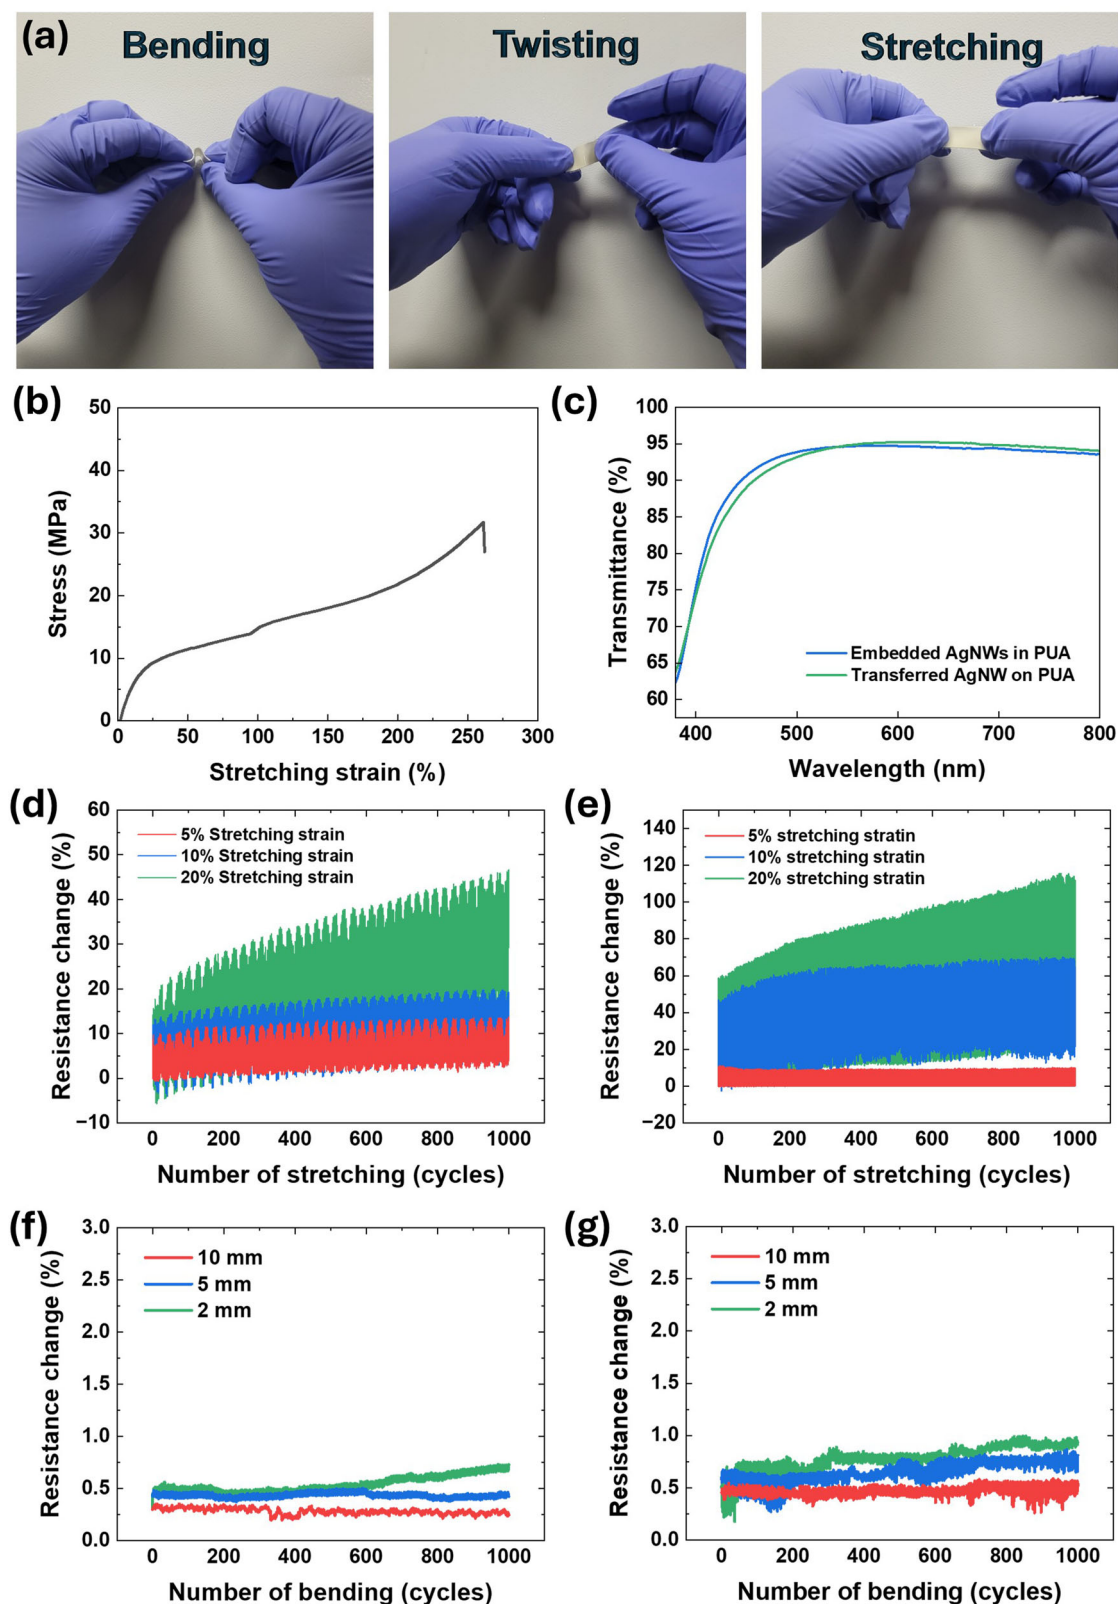 (a)
Bending
Twisting
Stretching
(b)
50
40
30
20
10
0
Stress (MPa)
0 50 100 150 200 250 300
Stretching strain (%)
(c)
100
95
90
85
80
75
70
65
60
Transmittance (%)
Embedded AgNWs in PUA
Transferred AgNW on PUA
400 500 600 700 800
Wavelength (nm)
(d)
60
50
40
30
20
10
0
−10
Resistance change (%)
5% Stretching strain
10% Stretching strain
20% Stretching strain
0 200 400 600 800 1000
Number of stretching (cycles)
(e)
140
120
100
80
60
40
20
0
−20
Resistance change (%)
5% stretching stratin
10% stretching stratin
20% stretching stratin
0 200 400 600 800 1000
Number of stretching (cycles)
(f)
3.0
2.5
2.0
1.5
1.0
0.5
0.0
Resistance change (%)
10 mm
5 mm
2 mm
0 200 400 600 800 1000
Number of bending (cycles)
(g)
3.0
2.5
2.0
1.5
1.0
0.5
0.0
Resistance change (%)
10 mm
5 mm
2 mm
0 200 400 600 800 1000
Number of bending (cycles)